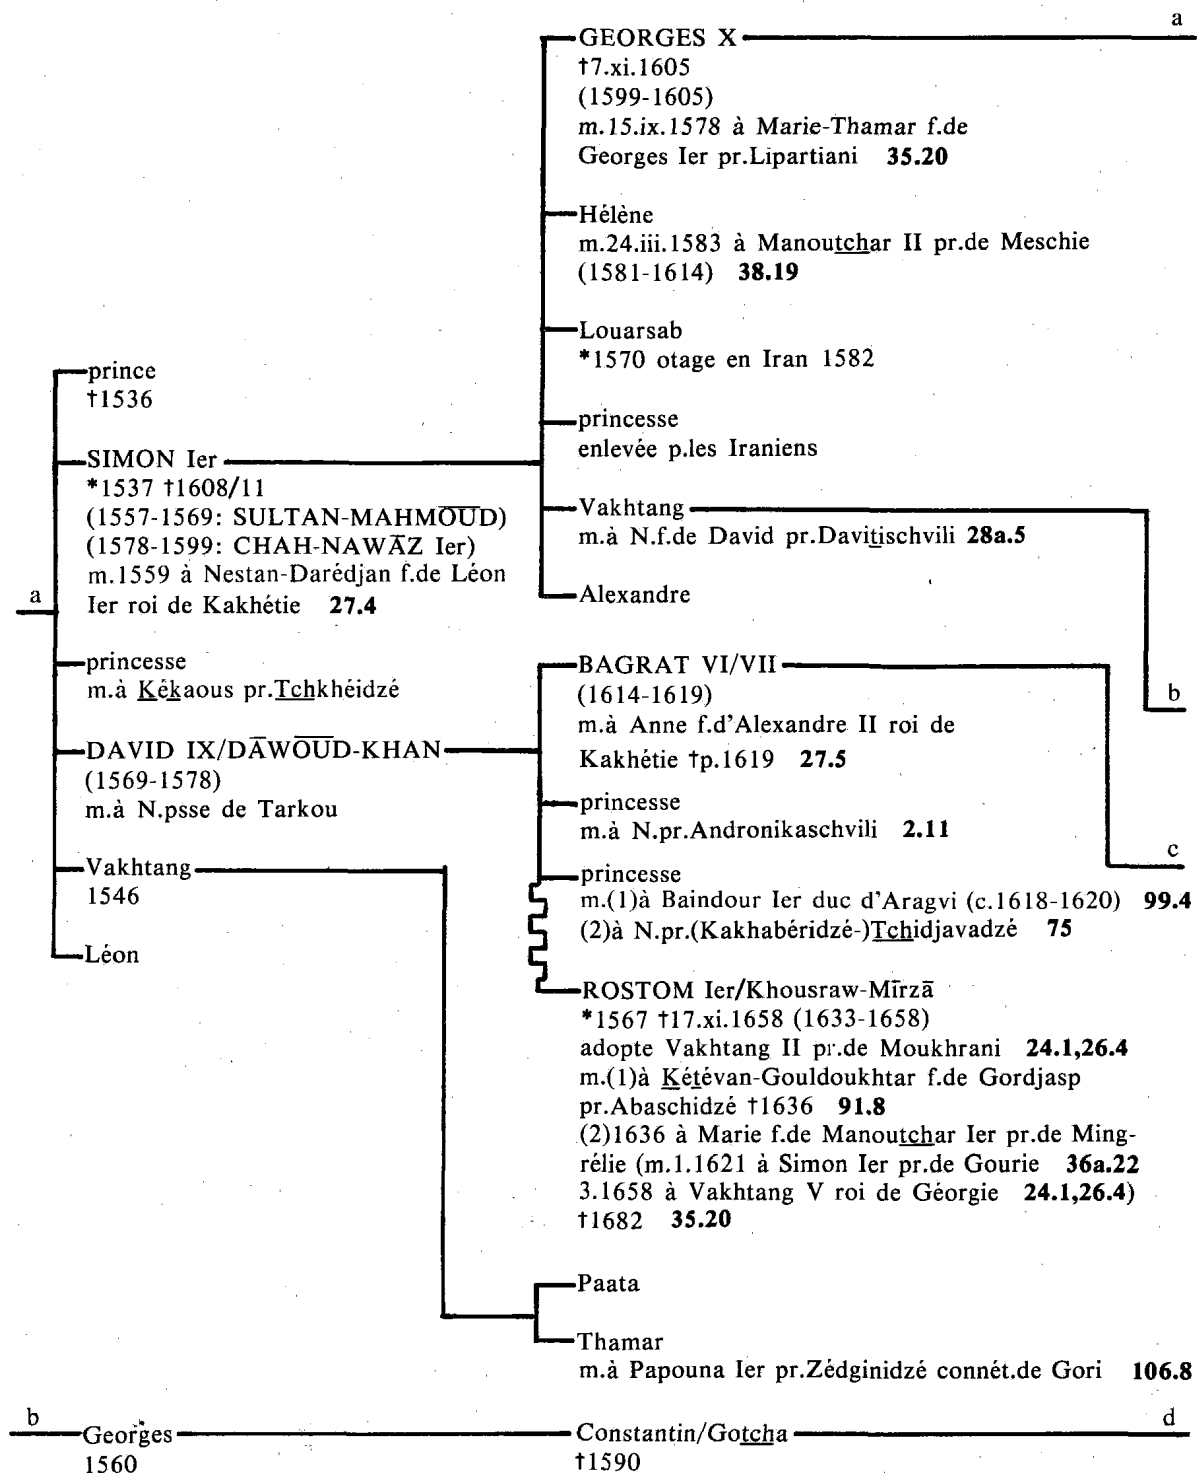 a
GEORGES X
†7.xi.1605
(1599-1605)
m.15.ix.1578 à Marie-Thamar f.de
Georges Ier pr.Lipartiani 35.20
Hélène
m.24.iii.1583 à Manoutchar II pr.de Meschie
(1581-1614) 38.19
Louarsab
*1570 otage en Iran 1582
princesse
enlevée p.les Iraniens
Vakhtang
m.à N.f.de David pr.Davitischvili 28a.5
Alexandre
b
prince
†1536
SIMON Ier
*1537 †1608/11
(1557-1569: SULTAN-MAHMO̅U̅D)
(1578-1599: CHAH-NAWĀZ Ier)
m.1559 à Nestan-Darédjan f.de Léon
Ier roi de Kakhétie 27.4
a
princesse
m.à Kékaous pr.Tchkhéidzé
DAVID IX/DĀWO̅U̅D-KHAN
(1569-1578)
m.à N.psse de Tarkou
Vakhtang
1546
Léon
BAGRAT VI/VII
(1614-1619)
m.à Anne f.d'Alexandre II roi de
Kakhétie †p.1619 27.5
princesse
m.à N.pr.Andronikaschvili 2.11
c
princesse
m.(1)à Baindour Ier duc d'Aragvi (c.1618-1620) 99.4
(2)à N.pr.(Kakhabéridzé-)Tchidjavadzé 75
ROSTOM Ier/Khousraw-Mīrzā
*1567 †17.xi.1658 (1633-1658)
adopte Vakhtang II pr.de Moukhrani 24.1,26.4
m.(1)à Kétévan-Gouldoukhtar f.de Gordjasp
pr.Abaschidzé †1636 91.8
(2)1636 à Marie f.de Manoutchar Ier pr.de Ming-
rélie (m.1.1621 à Simon Ier pr.de Gourie 36a.22
3.1658 à Vakhtang V roi de Géorgie 24.1,26.4)
†1682 35.20
Paata
Thamar
m.à Papouna Ier pr.Zédginidzé connét.de Gori 106.8
b
Georges
1560
Constantin/Gotcha
†1590
d